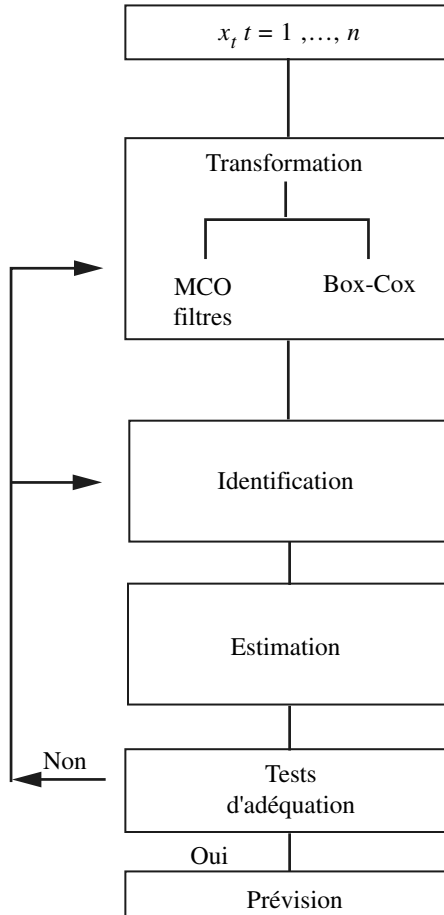 x_t t = 1 ,..., n
Transformation
MCO
filtres
Box-Cox
Identification
Estimation
Non
Tests
d'adéquation
Oui
Prévision